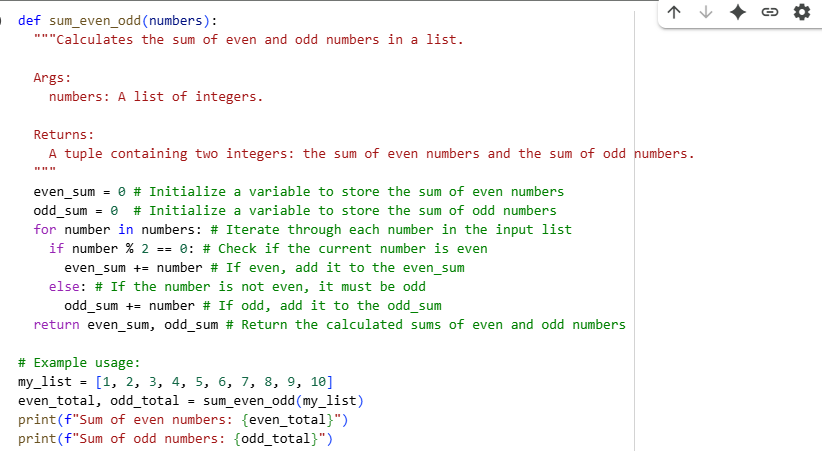 def sum_even_odd(numbers):
  """Calculates the sum of even and odd numbers in a list.

  Args:
    numbers: A list of integers.

  Returns:
    A tuple containing two integers: the sum of even numbers and the sum of odd numbers.
  """
  even_sum = 0 # Initialize a variable to store the sum of even numbers
  odd_sum = 0  # Initialize a variable to store the sum of odd numbers
  for number in numbers: # Iterate through each number in the input list
    if number % 2 == 0: # Check if the current number is even
      even_sum += number # If even, add it to the even_sum
    else: # If the number is not even, it must be odd
      odd_sum += number # If odd, add it to the odd_sum
  return even_sum, odd_sum # Return the calculated sums of even and odd numbers

# Example usage:
my_list = [1, 2, 3, 4, 5, 6, 7, 8, 9, 10]
even_total, odd_total = sum_even_odd(my_list)
print(f"Sum of even numbers: {even_total}")
print(f"Sum of odd numbers: {odd_total}")